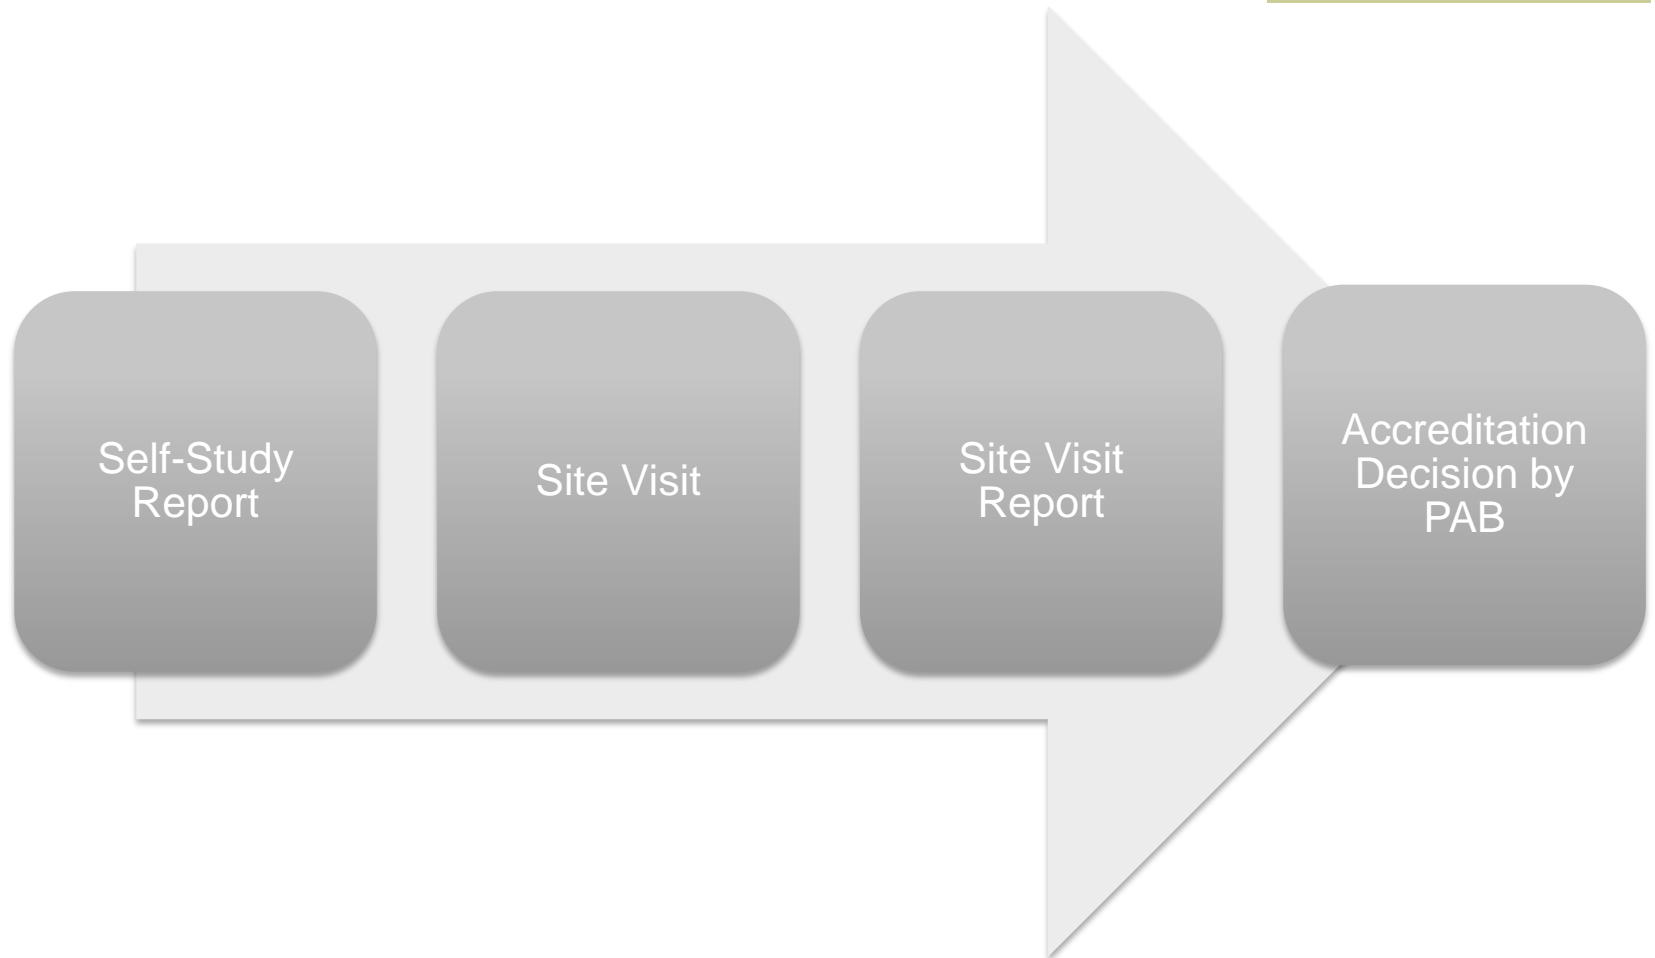 Self-Study
Report
Site Visit
Site Visit
Report
Accreditation
Decision by
PAB